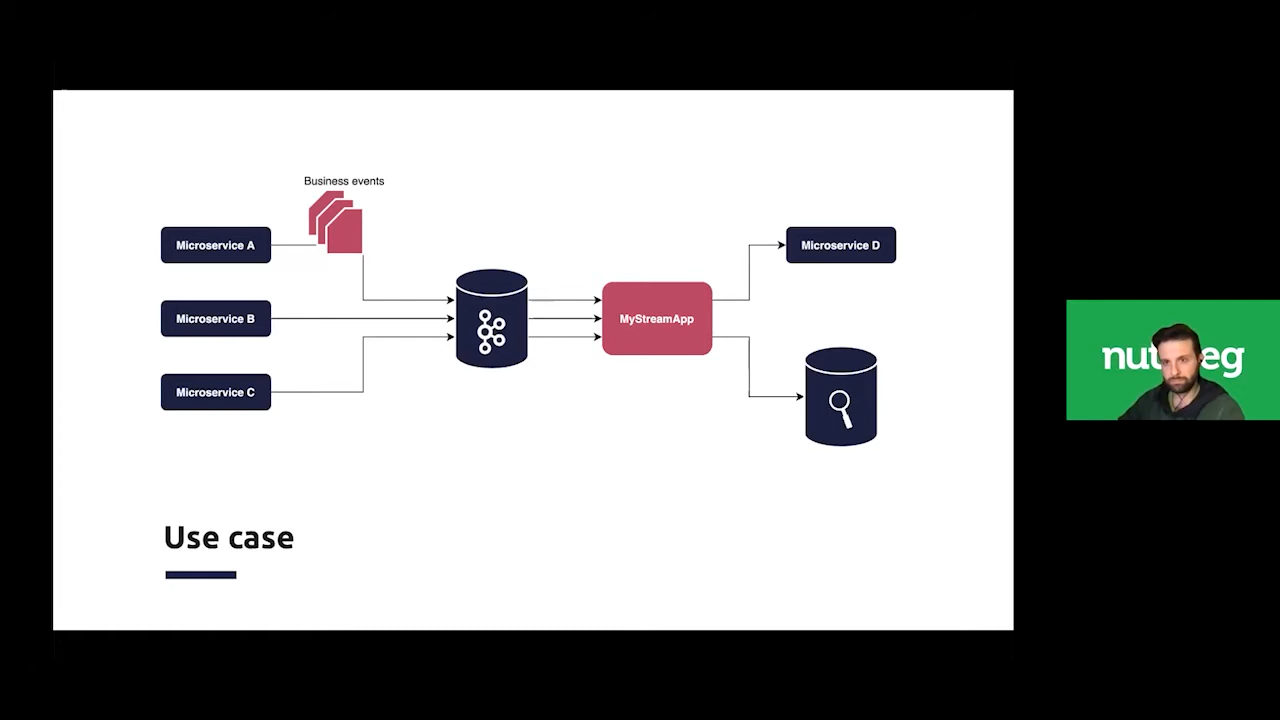 Business events
Microservice A
Microservice B
Microservice C
MyStreamApp
Microservice D
Use case